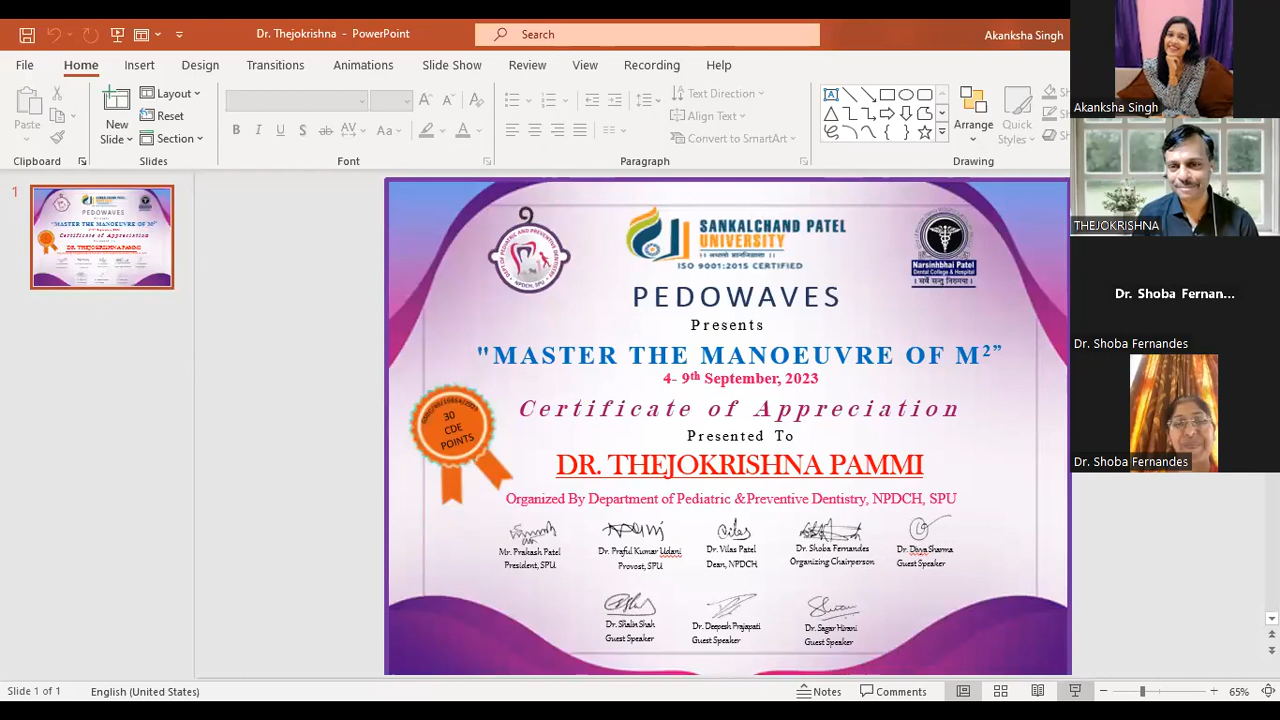 Dr. Thejokrishna - PowerPoint
Search
Akanksha Singh
File Home Insert Design Transitions Animations Slide Show Review View Recording Help
Paste
New
Slide
Layout
Reset
Section
Text Direction
Align Text
Convert to SmartArt
Arrange
Quick
Styles
Clipboard
Slides
Font
Paragraph
Drawing
1
SANKALCHAND PATEL
UNIVERSITY
ISO 9001:2015 CERTIFIED
Narsinhbhai Patel
Dental College & Hospital
PEDOWAVES
Presents
"MASTER THE MANOEUVRE OF M²”
4- 9th September, 2023
Certificate of Appreciation
Presented To
30
CDE
POINTS
DR. THEJOKRISHNA PAMMI
Organized By Department of Pediatric &Preventive Dentistry, NPDCH, SPU
Mr. Prakash Patel
President, SPU.
Dr. Praful Kumar Udani
Provost, SPU
Dr. Vilas Patel
Dean, NPDCH
Dr. Shoba Fernandes
Organizing Chairperson
Dr. Divya Sharma
Guest Speaker
Dr. Shalin Shah
Guest Speaker
Dr. Deepesh Prajapati
Guest Speaker
Dr. Sagar Hirani
Guest Speaker
Akanksha Singh
THEJOKRISHNA
Dr. Shoba Fernan...
Dr. Shoba Fernandes
Dr. Shoba Fernandes
Slide 1 of 1
English (United States)
Notes
Comments
65%